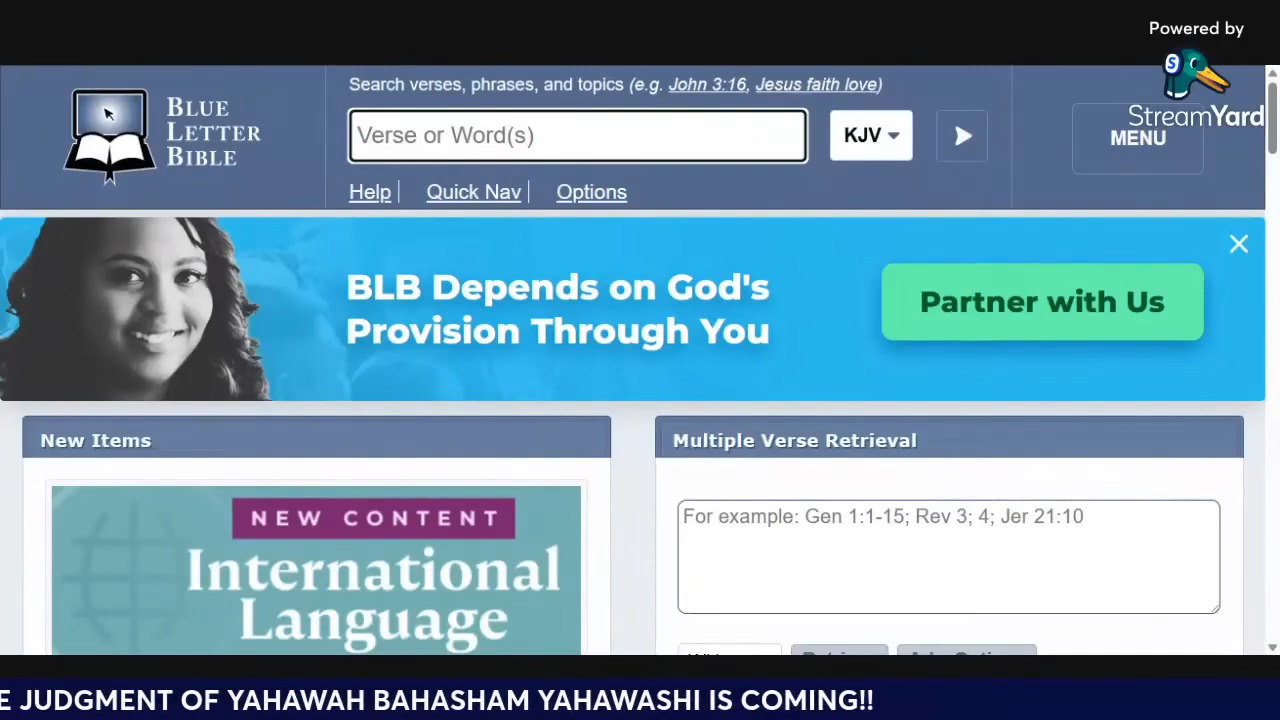 Powered by
StreamYard
BLUE
LETTER
BIBLE
Search verses, phrases, and topics (e.g. John 3:16, Jesus faith love)
Verse or Word(s)
KJV
MENU
Help
Quick Nav
Options
BLB Depends on God's
Provision Through You
Partner with Us
New Items
Multiple Verse Retrieval
NEW CONTENT
International
Language
For example: Gen 1:1-15; Rev 3; 4; Jer 21:10
E JUDGMENT OF YAHAWAH BAHASHAM YAHAWASHI IS COMING!!